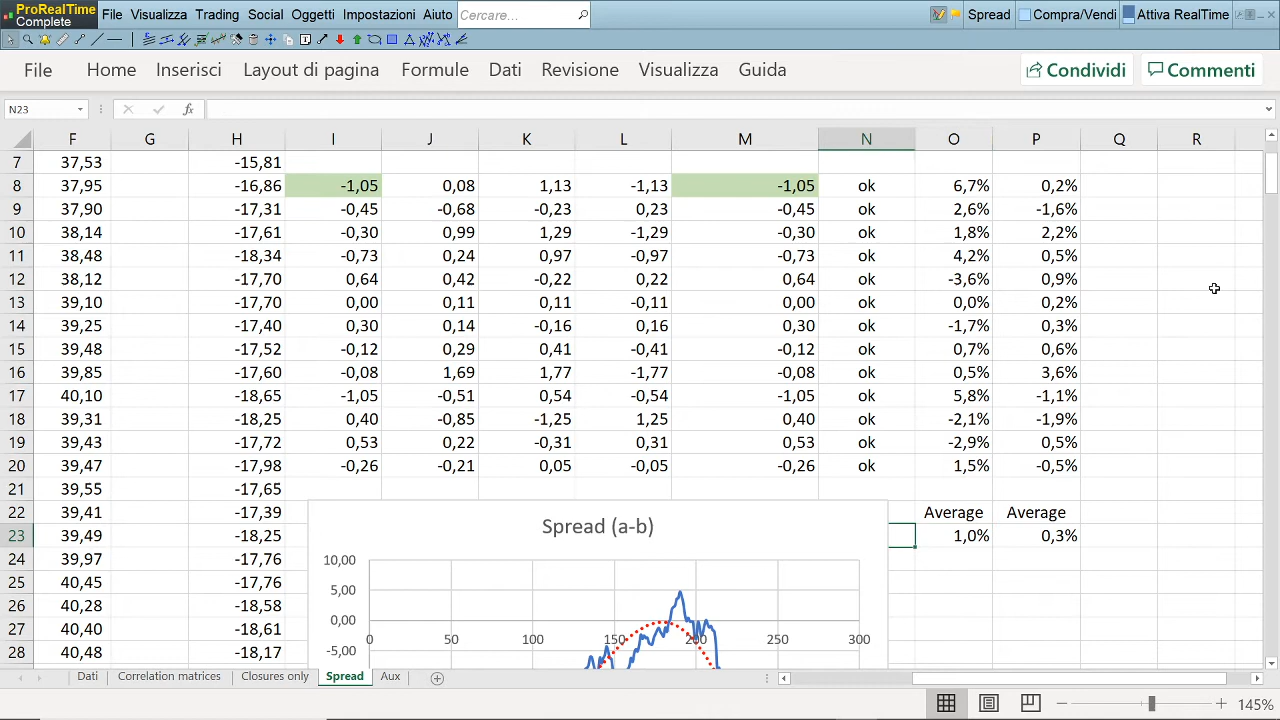 ProRealTime Complete File Visualizza Trading Social Oggetti Impostazioni Aiuto Cercare... Spread Compra/Vendi Attiva RealTime
File Home Inserisci Layout di pagina Formule Dati Revisione Visualizza Guida Condividi Commenti
N23 fx
F G H I J K L M N O P Q R
7 37,53 -15,81
8 37,95 -16,86 -1,05 0,08 1,13 -1,13 -1,05 ok 6,7% 0,2%
9 37,90 -17,31 -0,45 -0,68 -0,23 0,23 -0,45 ok 2,6% -1,6%
10 38,14 -17,61 -0,30 0,99 1,29 -1,29 -0,30 ok 1,8% 2,2%
11 38,48 -18,34 -0,73 0,24 0,97 -0,97 -0,73 ok 4,2% 0,5%
12 38,12 -17,70 0,64 0,42 -0,22 0,22 0,64 ok -3,6% 0,9%
13 39,10 -17,70 0,00 0,11 0,11 -0,11 0,00 ok 0,0% 0,2%
14 39,25 -17,40 0,30 0,14 -0,16 0,16 0,30 ok -1,7% 0,3%
15 39,48 -17,52 -0,12 0,29 0,41 -0,41 -0,12 ok 0,7% 0,6%
16 39,85 -17,60 -0,08 1,69 1,77 -1,77 -0,08 ok 0,5% 3,6%
17 40,10 -18,65 -1,05 -0,51 0,54 -0,54 -1,05 ok 5,8% -1,1%
18 39,31 -18,25 0,40 -0,85 -1,25 1,25 0,40 ok -2,1% -1,9%
19 39,43 -17,72 0,53 0,22 -0,31 0,31 0,53 ok -2,9% 0,5%
20 39,47 -17,98 -0,26 -0,21 0,05 -0,05 -0,26 ok 1,5% -0,5%
21 39,55 -17,65
22 39,41 -17,39 Average Average
23 39,49 -18,25 1,0% 0,3%
24 39,97 -17,76
25 40,45 -17,76
26 40,28 -18,58
27 40,40 -18,61
28 40,48 -18,17
Spread (a-b)
10,00
5,00
0,00
0 50 100 150 200 250 300
-5,00
Dati Correlation matrices Closures only Spread Aux
145%